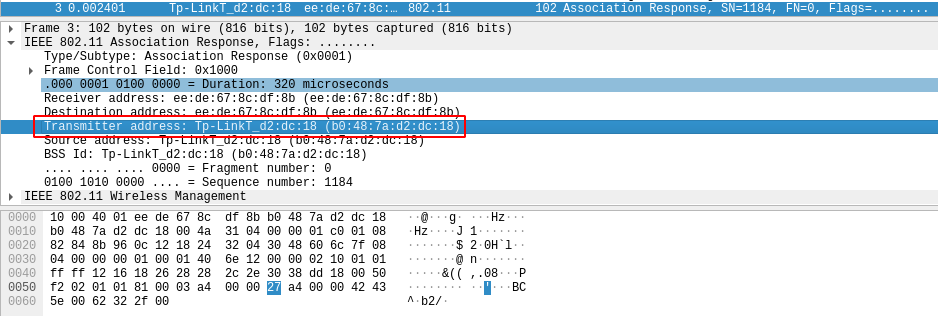 3 0.002401 Tp-LinkT_d2:dc:18 ee:de:67:8c:… 802.11 102 Association Response, SN=1184, FN=0, Flags=........
Frame 3: 102 bytes on wire (816 bits), 102 bytes captured (816 bits)
IEEE 802.11 Association Response, Flags: ........
Type/Subtype: Association Response (0x0001)
Frame Control Field: 0x1000
.000 0001 0100 0000 = Duration: 320 microseconds
Receiver address: ee:de:67:8c:df:8b (ee:de:67:8c:df:8b)
Destination address: ee:de:67:8c:df:8b (ee:de:67:8c:df:8b)
Transmitter address: Tp-LinkT_d2:dc:18 (b0:48:7a:d2:dc:18)
Source address: Tp-LinkT_d2:dc:18 (b0:48:7a:d2:dc:18)
BSS Id: Tp-LinkT_d2:dc:18 (b0:48:7a:d2:dc:18)
.... .... .... 0000 = Fragment number: 0
0100 1010 0000 .... = Sequence number: 1184
IEEE 802.11 Wireless Management
0000 10 00 40 01 ee de 67 8c df 8b b0 48 7a d2 dc 18 ··@···g· ···Hz···
0010 b0 48 7a d2 dc 18 00 4a 31 04 00 00 01 c0 01 08 ·Hz····J 1·······
0020 82 84 8b 96 0c 12 18 24 32 04 30 48 60 6c 7f 08 ·······$ 2·0H`l··
0030 04 00 00 00 01 00 01 40 6e 12 00 00 02 10 01 01 ·······@ n·······
0040 ff ff 12 16 18 26 28 28 2c 2e 30 38 dd 18 00 50 ·····&(( ,.08···P
0050 f2 02 01 01 81 00 03 a4 00 00 27 a4 00 00 42 43 ········ ··'···BC
0060 5e 00 62 32 2f 00 ^·b2/·